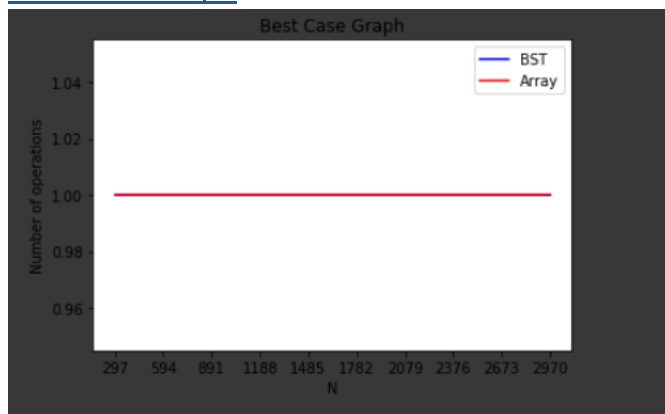 Best Case Graph
BST
Array
1.04
1.02
1.00
0.98
0.96
Number of operations
297 594 891 1188 1485 1782 2079 2376 2673 2970
N